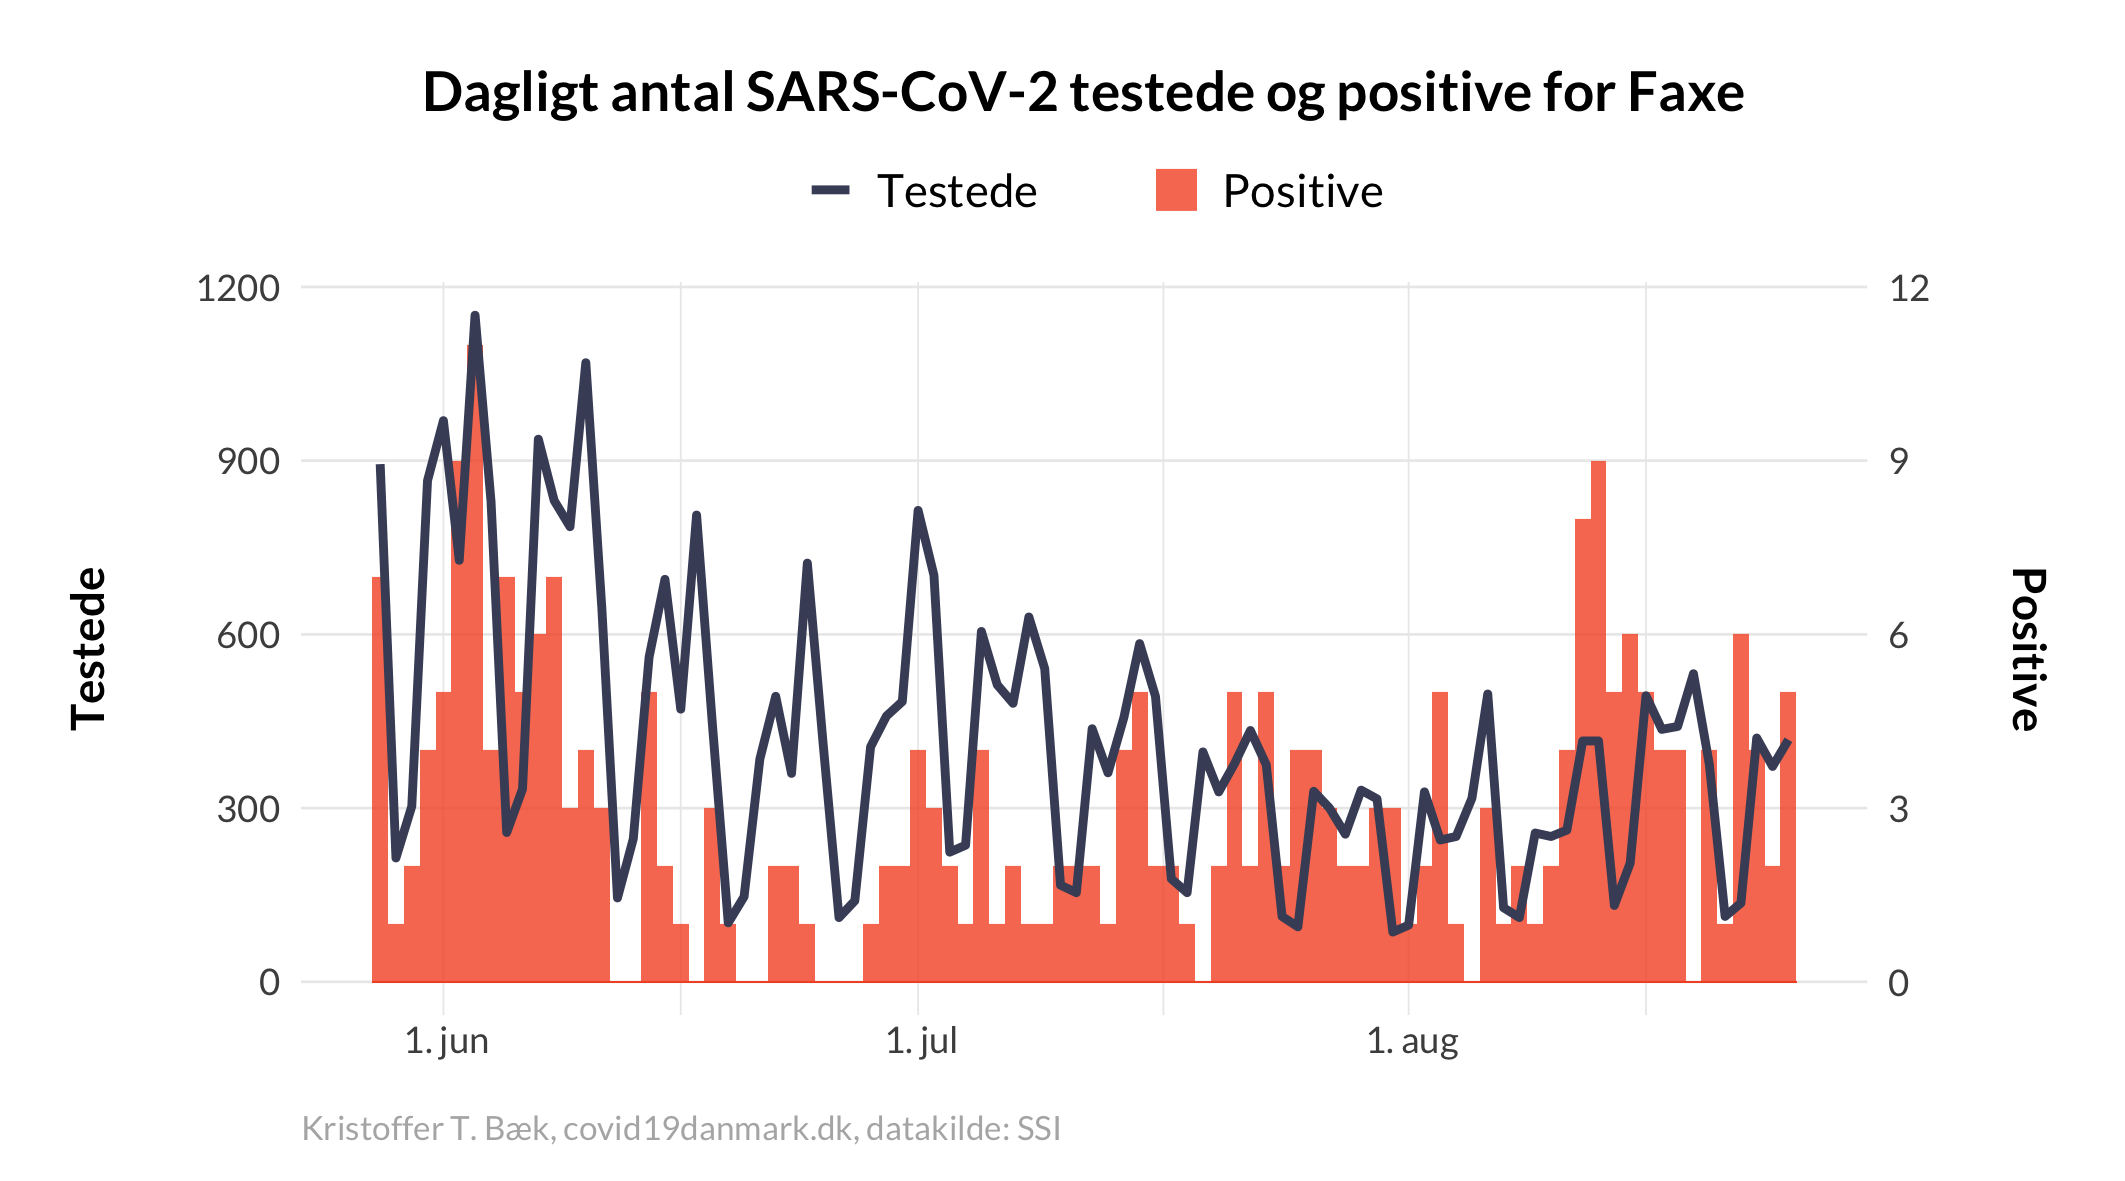 Dagligt antal SARS-CoV-2 testede og positive for Faxe
Testede Positive
1200 12
900 9
600 6
300 3
0 0
Testede
Positive
1. jun 1. jul 1. aug
Kristoffer T. Bæk, covid19danmark.dk, datakilde: SSI